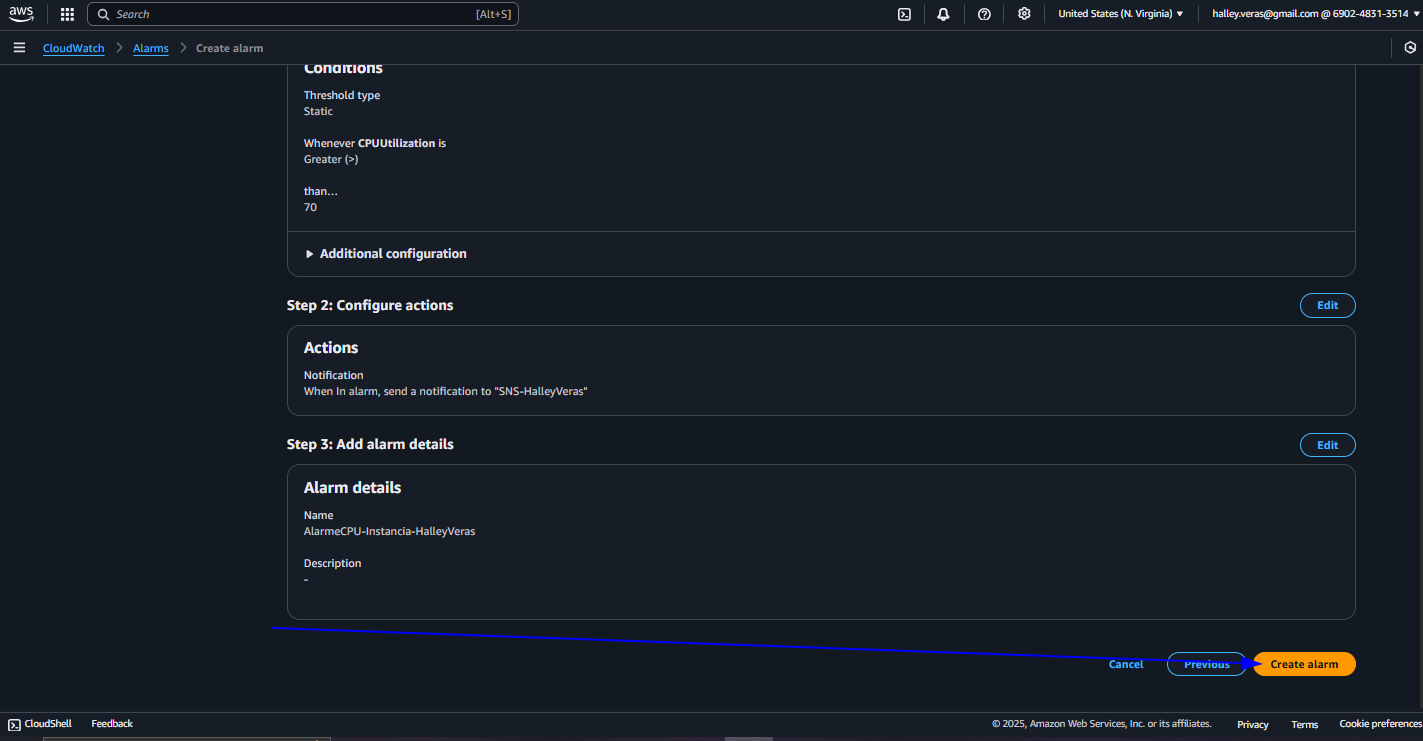 aws
Search [Alt+S]
United States (N. Virginia)
halley.veras@gmail.com @ 6902-4831-3514
CloudWatch
Alarms
Create alarm
Conditions
Threshold type
Static
Whenever CPUUtilization is
Greater (>)
than...
70
Additional configuration
Step 2: Configure actions
Edit
Actions
Notification
When In alarm, send a notification to "SNS-HalleyVeras"
Step 3: Add alarm details
Edit
Alarm details
Name
AlarmeCPU-Instancia-HalleyVeras
Description
-
Cancel
Previous
Create alarm
CloudShell
Feedback
© 2025, Amazon Web Services, Inc. or its affiliates.
Privacy
Terms
Cookie preferences